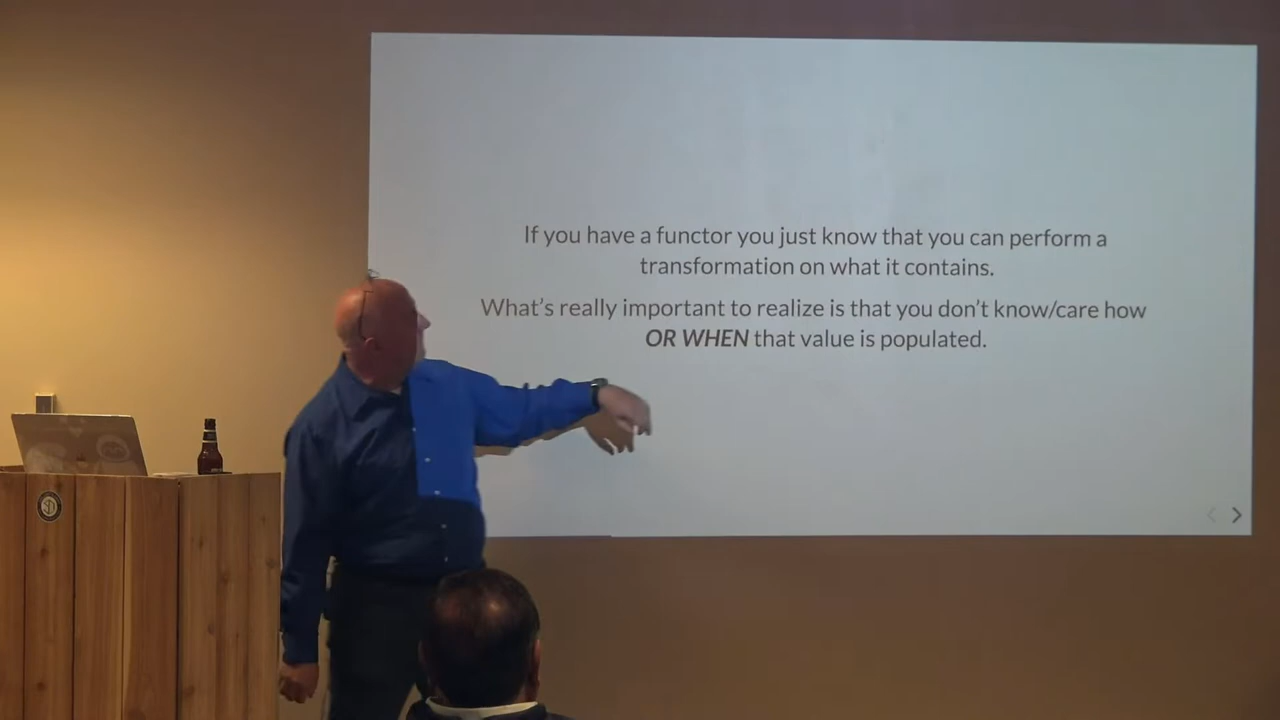 If you have a functor you just know that you can perform a
transformation on what it contains.
What's really important to realize is that you don't know/care how
OR WHEN that value is populated.